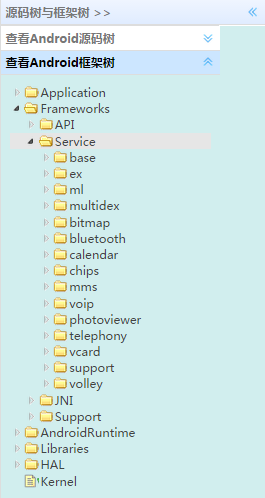 源码树与框架树 >>
查看Android源码树
查看Android框架树
Application
Frameworks
API
Service
base
ex
ml
multidex
bitmap
bluetooth
calendar
chips
mms
voip
photoviewer
telephony
vcard
support
volley
JNI
Support
AndroidRuntime
Libraries
HAL
Kernel